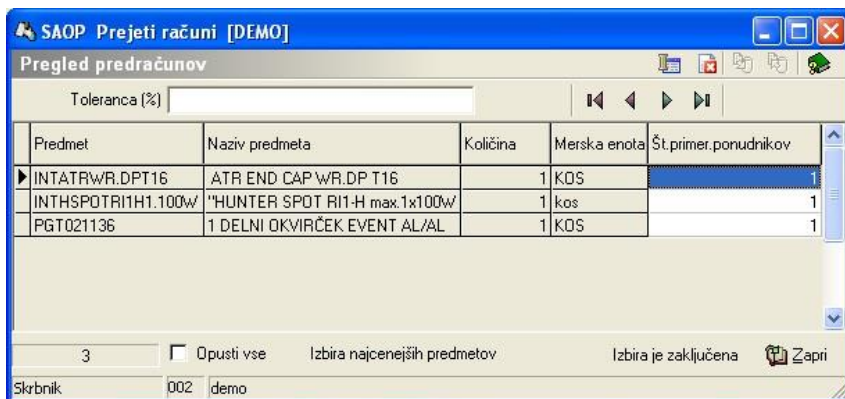 SAOP Prejeti računi [DEMO]
Pregled predračunov
Toleranca (%)
Predmet Naziv predmeta Količina Merska enota Št.primer.ponudnikov
INTATRWR.DPT16 ATR END CAP WR.DP T16 1 KOS 1
INTHSPOTRI1H1.100W "HUNTER SPOT RI1-H max.1x100W 1 kos 1
PGT021136 1 DELNI OKVIRČEK EVENT AL/AL 1 KOS 1
3 Opusti vse Izbira najcenejših predmetov Izbira je zaključena Zapri
Skrbnik 002 demo